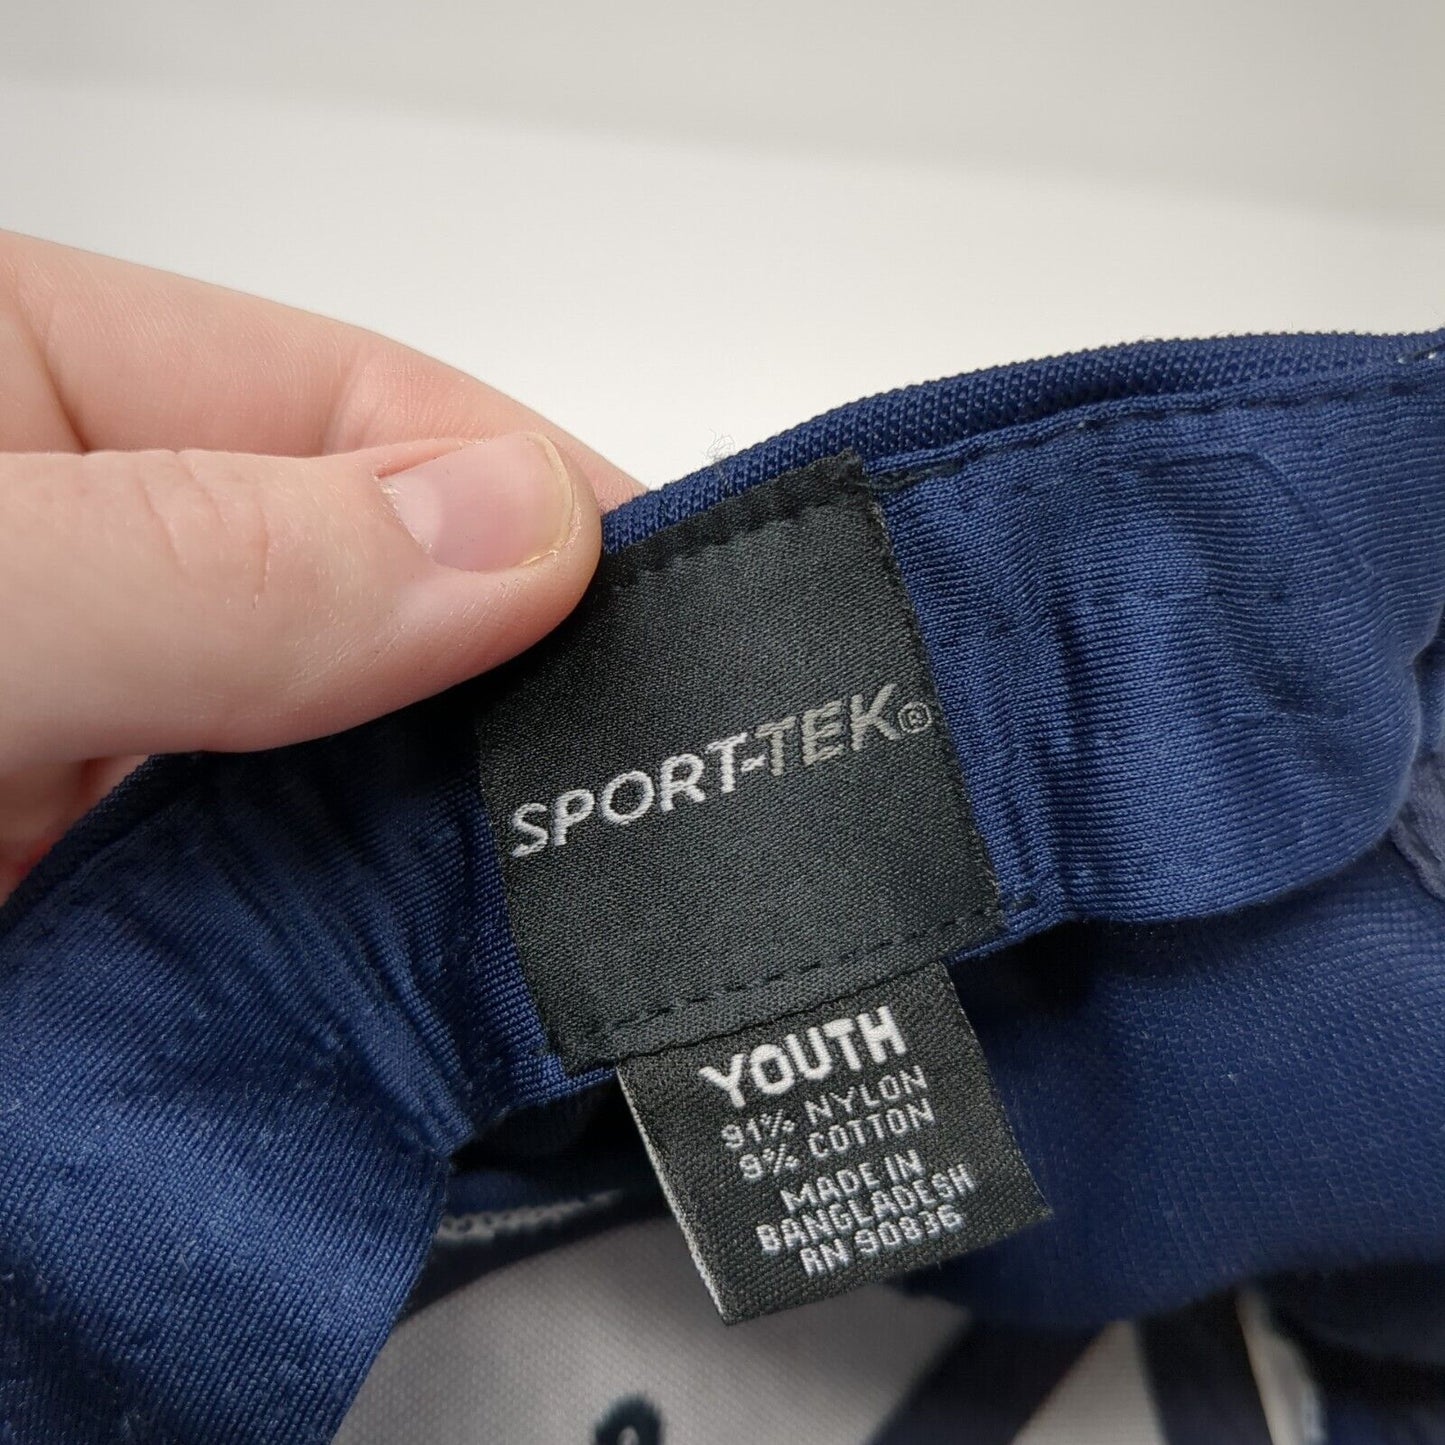 SPORT-TEK®
YOUTH
91% NYLON
9% COTTON
MADE IN
BANGLADESH
RN 90836